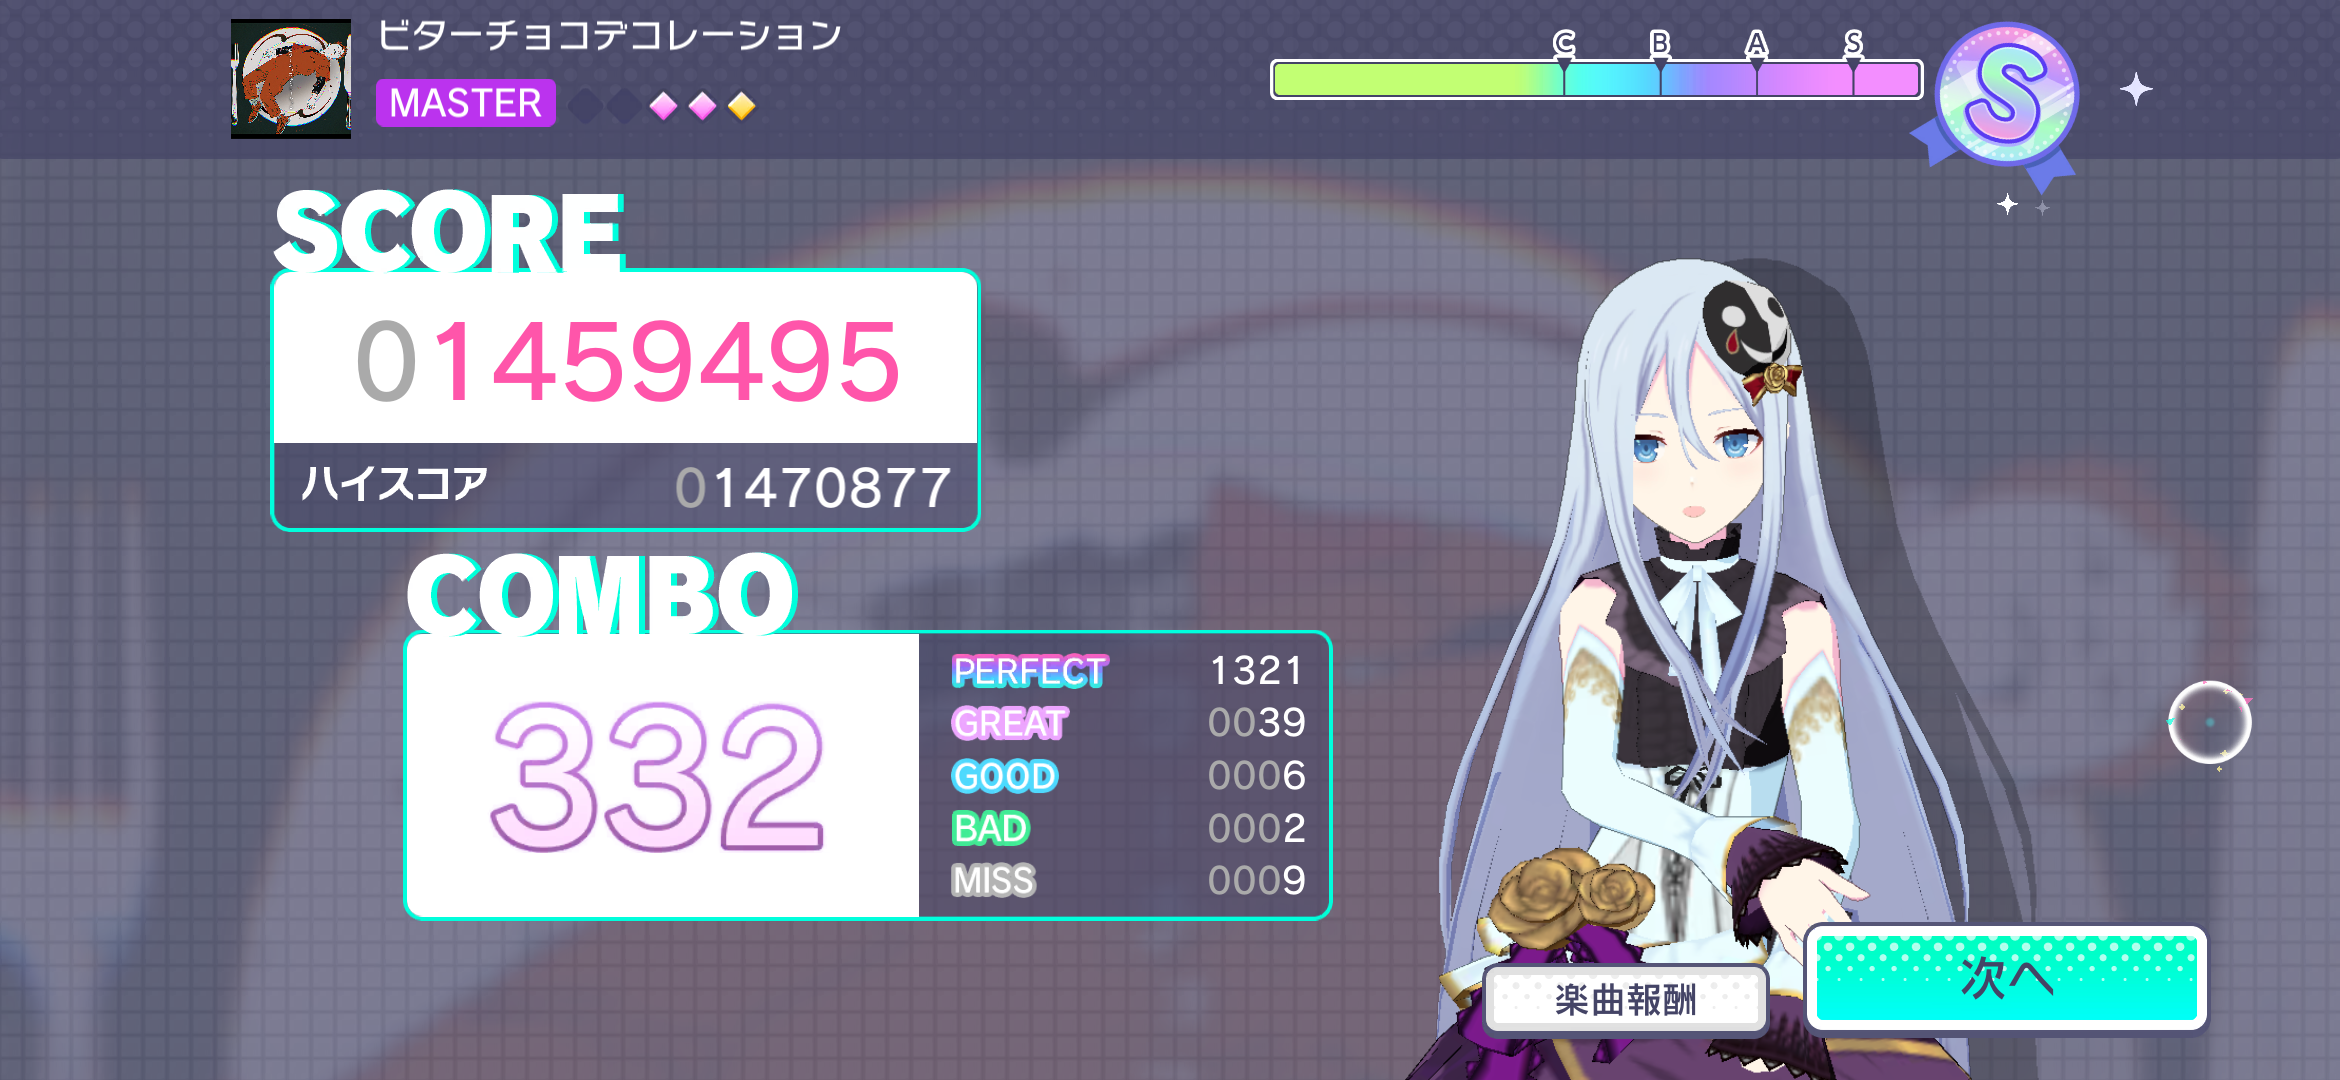 ビターチョコデコレーション
MASTER
C B A S
S
SCORE
01459495
ハイスコア 01470877
COMBO
332
PERFECT 1321
GREAT 0039
GOOD 0006
BAD 0002
MISS 0009
楽曲報酬
次へ